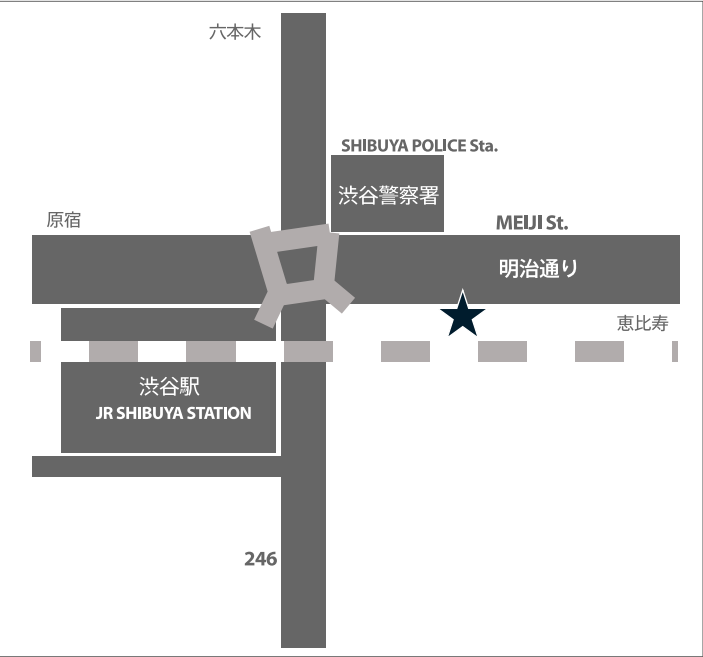 六本木
SHIBUYA POLICE Sta.
渋谷警察署
原宿
MEIJI St.
明治通り
恵比寿
渋谷駅
JR SHIBUYA STATION
246